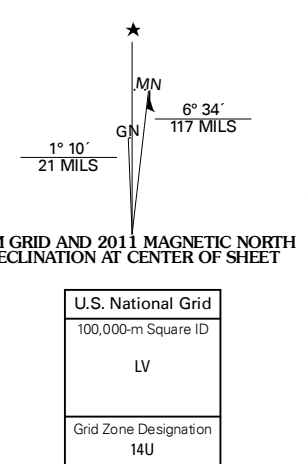 ★
MN
GN
6° 34´
117 MILS
1° 10´
21 MILS
M GRID AND 2011 MAGNETIC NORTH
ECLINATION AT CENTER OF SHEET
U.S. National Grid
100,000-m Square ID
LV
Grid Zone Designation
14U